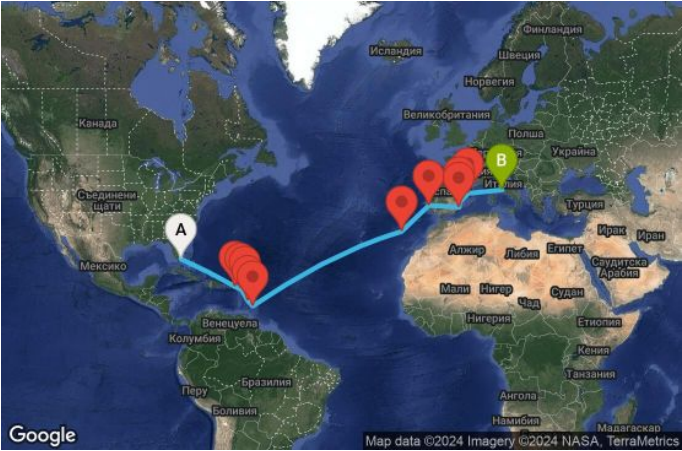 Финландия
Исландия
Швеция
Норвегия
Канада
Великобритания
Полша
Украйна
B
Италия
Съединени
щати
Турция
A
Ирак
Иран
Мексико
Алжир
Либия
Египет
Саудитска
Арабия
Мали
Нигер
Судан
Чад
Венецуела
Нигерия
Етиопия
Колумбия
Кения
Бразилия
Танзания
Перу
Ангола
Боливия
Намибия
Мадагаскар
Google
Map data ©2024 Imagery ©2024 NASA, TerraMetrics